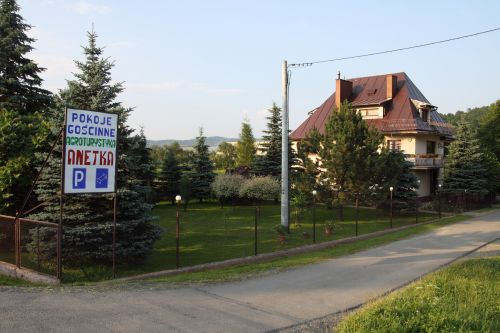 POKOJE
GOŚCINNE
AGROTURYSTYKA
ANETKA
P